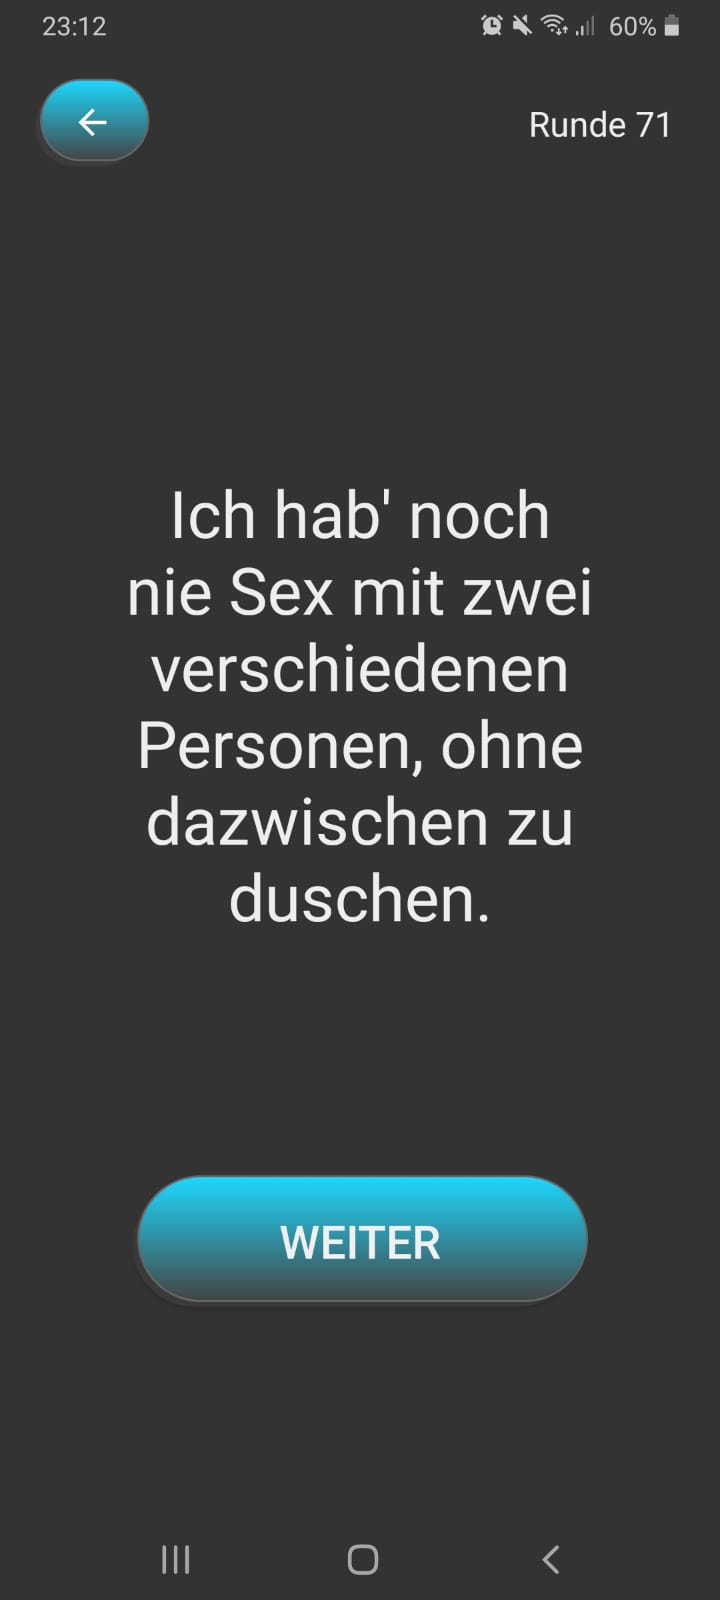 23:12
60%
Runde 71
Ich hab' noch
nie Sex mit zwei
verschiedenen
Personen, ohne
dazwischen zu
duschen.
WEITER